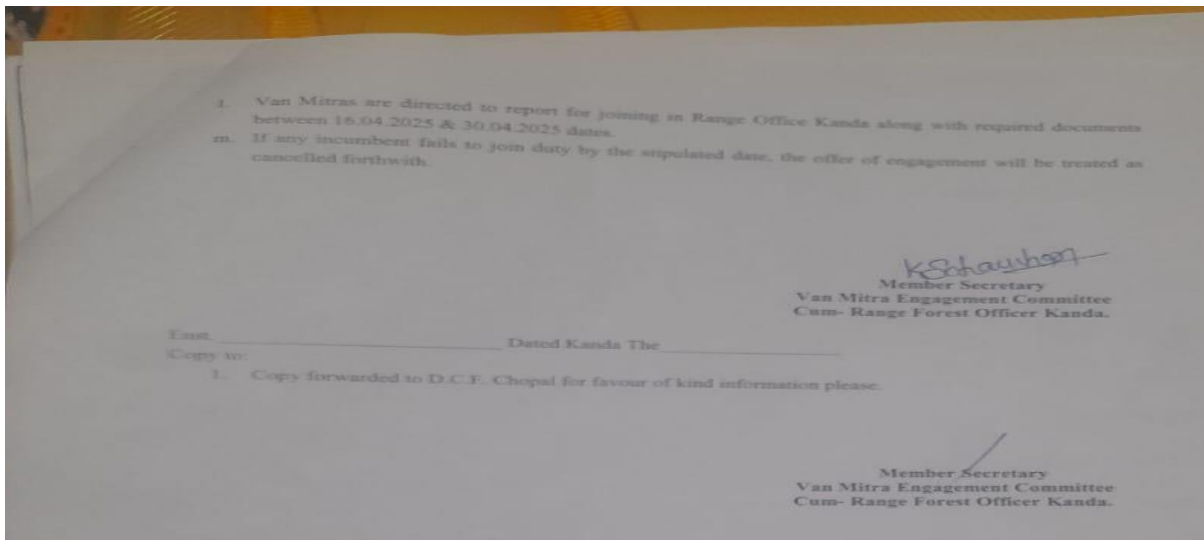 l. Van Mitras are directed to report for joining in Range Office Kanda along with required documents
between 16.04.2025 & 30.04.2025 dates.
m. If any incumbent fails to join duty by the stipulated date, the offer of engagement will be treated as
cancelled forthwith.
Member Secretary
Van Mitra Engagement Committee
Cum- Range Forest Officer Kanda.
Endt.____________________ Dated Kanda The____________________
Copy to:
1. Copy forwarded to D.C.F. Chopal for favour of kind information please.
Member Secretary
Van Mitra Engagement Committee
Cum- Range Forest Officer Kanda.